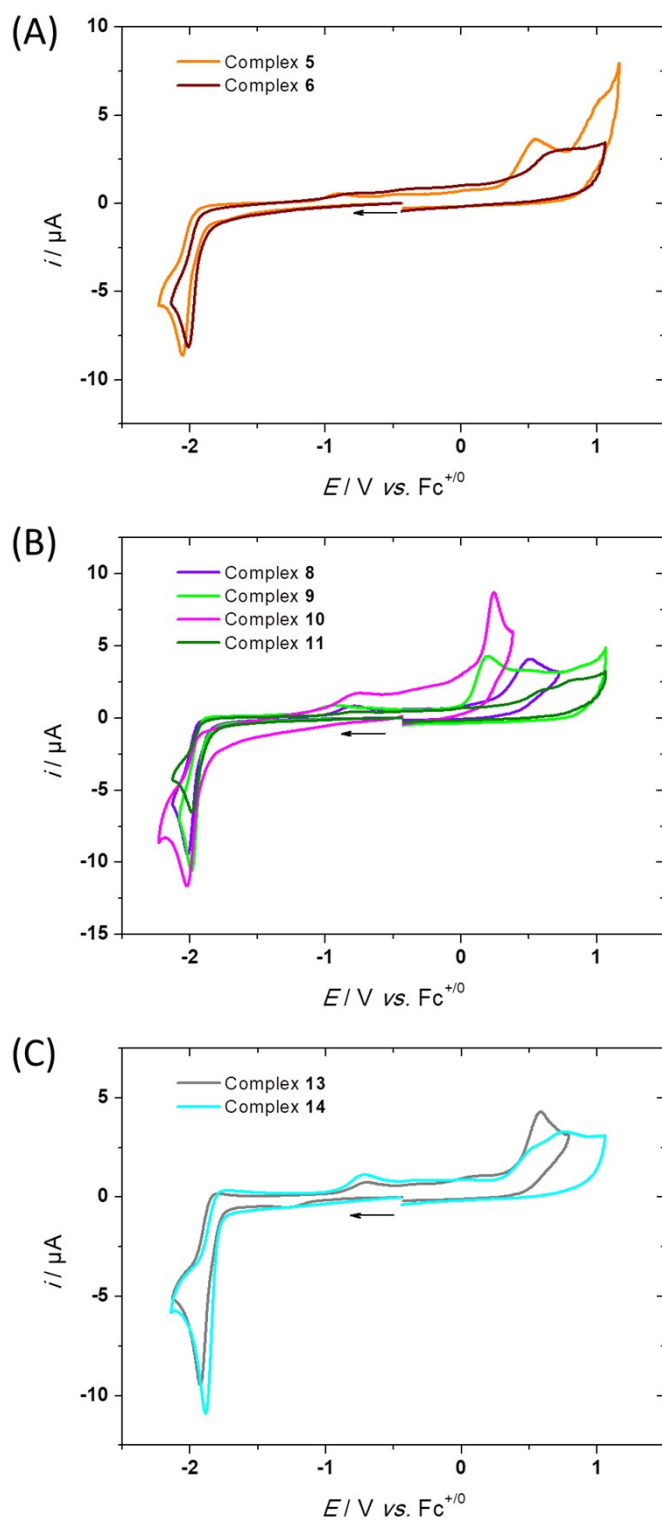 (A)
10
Complex 5
Complex 6
5
0
-5
-10
i / µA
-2 -1 0 1
E / V vs. Fc+/0
(B)
10
Complex 8
Complex 9
Complex 10
Complex 11
5
0
-5
-10
-15
i / µA
-2 -1 0 1
E / V vs. Fc+/0
(C)
5
Complex 13
Complex 14
0
-5
-10
i / µA
-2 -1 0 1
E / V vs. Fc+/0